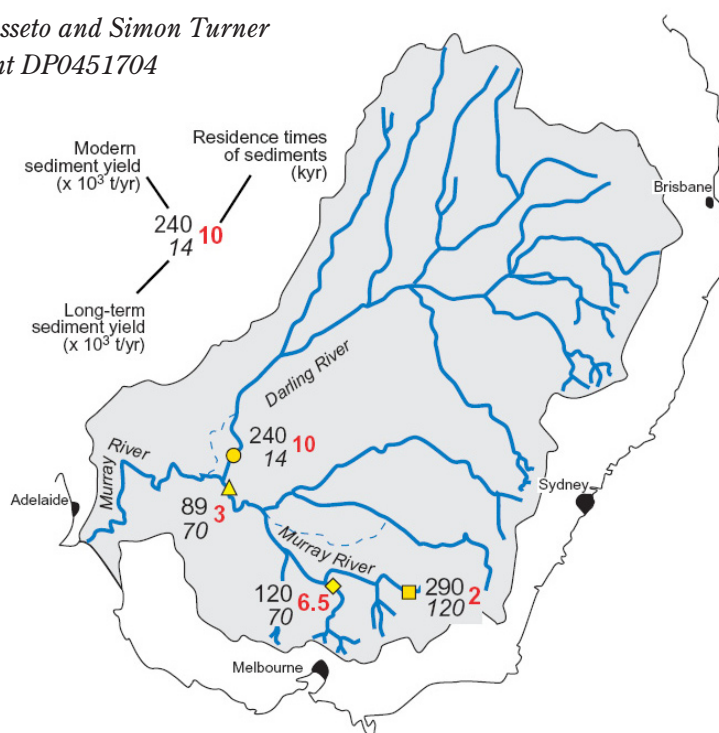 sseto and Simon Turner
nt DP0451704
Modern
sediment yield
(x 10³ t/yr)
Residence times
of sediments
(kyr)
240
14
10
Long-term
sediment yield
(x 10³ t/yr)
Brisbane
Darling River
240
14
10
Murray River
Adelaide
89
70
3
Sydney
Murray River
120
70
6.5
290
120
2
Melbourne